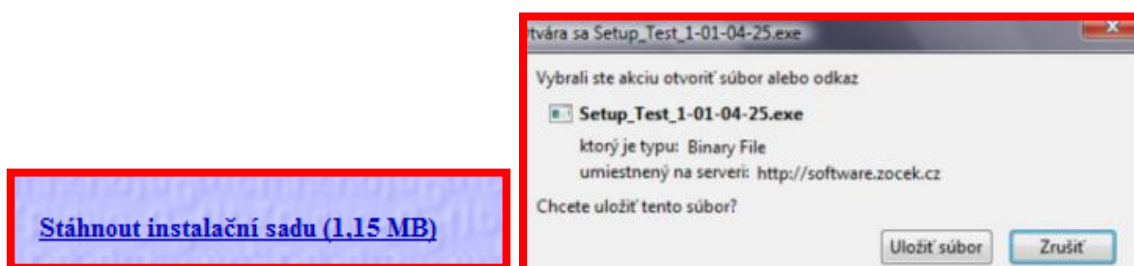 tvára sa Setup_Test_1-01-04-25.exe
Vybrali ste akciu otvoriť súbor alebo odkaz
Setup_Test_1-01-04-25.exe
ktorý je typu: Binary File
umiestnený na serveri: http://software.zocek.cz
Chcete uložiť tento súbor?
Uložiť súbor Zrušiť
Stáhnout instalační sadu (1,15 MB)